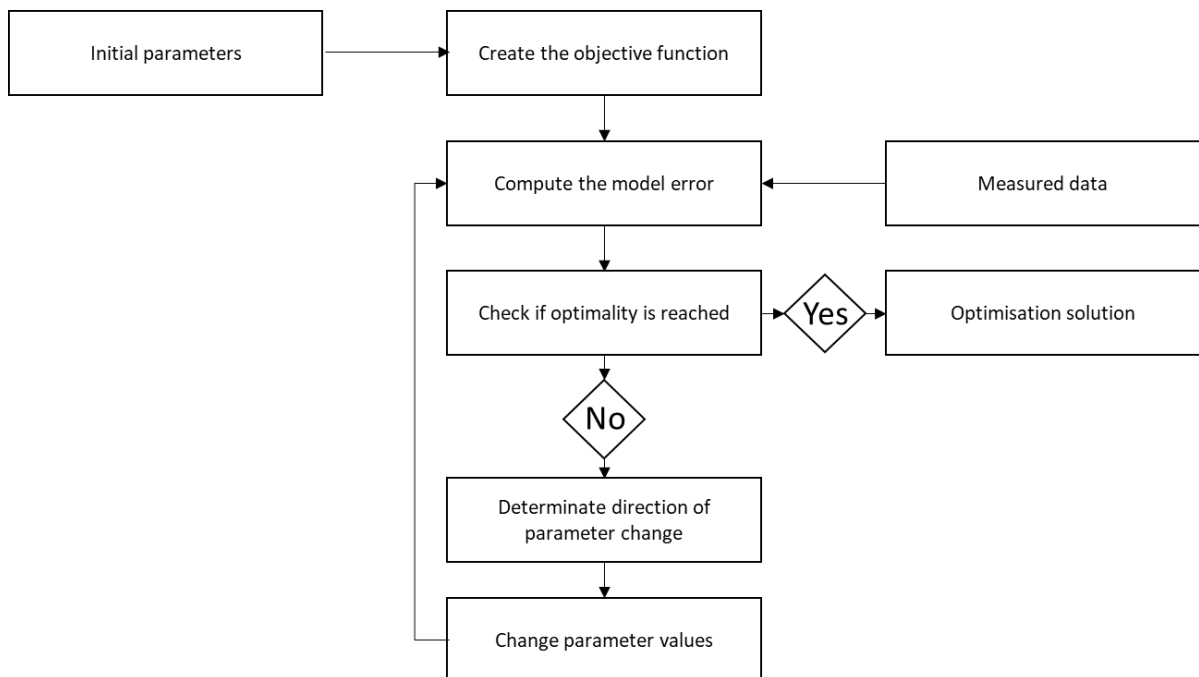 Initial parameters
Create the objective function
Compute the model error
Measured data
Check if optimality is reached
Yes
Optimisation solution
No
Determinate direction of
parameter change
Change parameter values